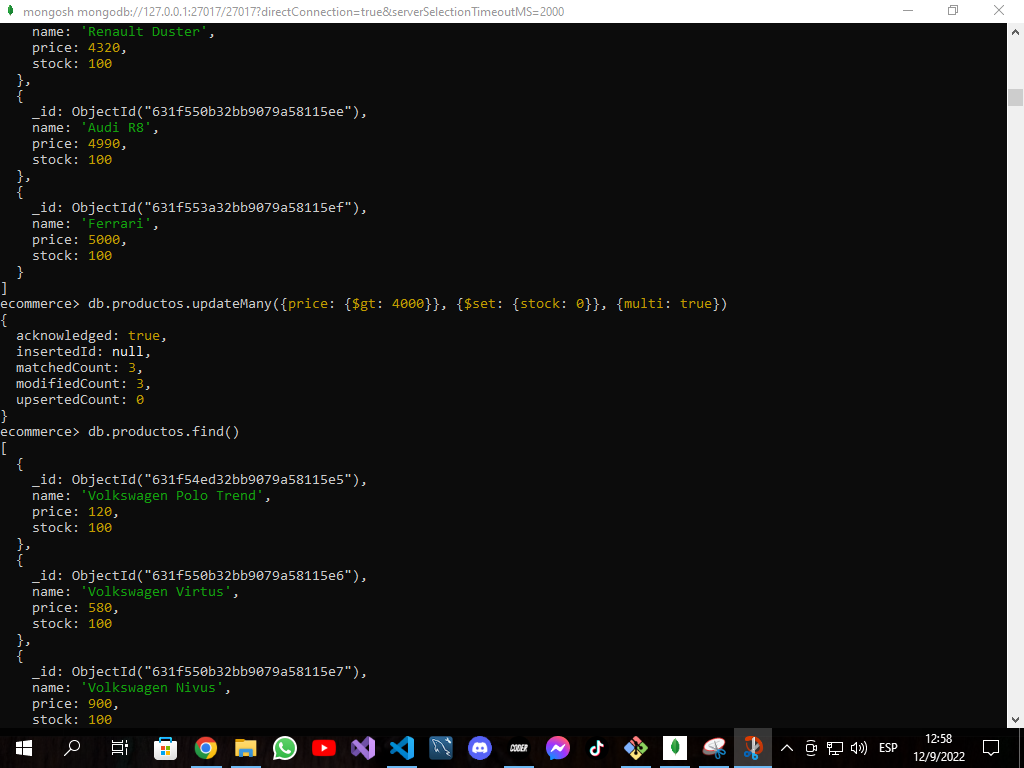 mongosh mongodb://127.0.0.1:27017/27017?directConnection=true&serverSelectionTimeoutMS=2000
name: 'Renault Duster',
price: 4320,
stock: 100
},
{
_id: ObjectId("631f550b32bb9079a58115ee"),
name: 'Audi R8',
price: 4990,
stock: 100
},
{
_id: ObjectId("631f553a32bb9079a58115ef"),
name: 'Ferrari',
price: 5000,
stock: 100
}
]
ecommerce> db.productos.updateMany({price: {$gt: 4000}}, {$set: {stock: 0}}, {multi: true})
{
acknowledged: true,
insertedId: null,
matchedCount: 3,
modifiedCount: 3,
upsertedCount: 0
}
ecommerce> db.productos.find()
[
{
_id: ObjectId("631f54ed32bb9079a58115e5"),
name: 'Volkswagen Polo Trend',
price: 120,
stock: 100
},
{
_id: ObjectId("631f550b32bb9079a58115e6"),
name: 'Volkswagen Virtus',
price: 580,
stock: 100
},
{
_id: ObjectId("631f550b32bb9079a58115e7"),
name: 'Volkswagen Nivus',
price: 900,
stock: 100
CODER
ESP
12:58
12/9/2022